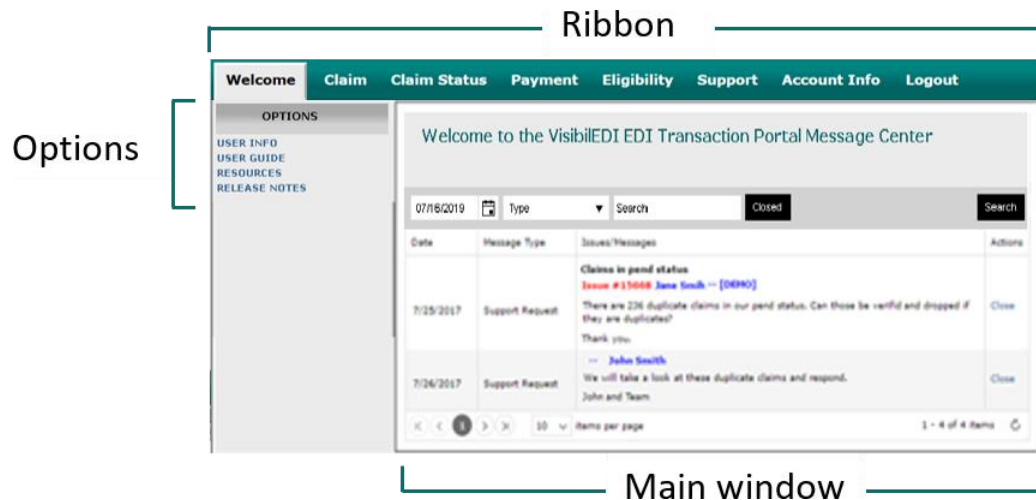 Ribbon
Welcome Claim Claim Status Payment Eligibility Support Account Info Logout
Options
OPTIONS
USER INFO
USER GUIDE
RESOURCES
RELEASE NOTES
Welcome to the VisibilEDI EDI Transaction Portal Message Center
07/16/2019 Type Search Closed Search
Date Message Type Issues/Messages Actions
Claims in pend status
Issue #15668 Jane Smih -- [DEMO]
7/25/2017 Support Request There are 236 duplicate claims in our pend status. Can those be verifid and dropped if Close
they are duplicates?
Thank you.
-- John Smith
7/26/2017 Support Request We will take a look at these duplicate claims and respond. Close
John and Team
1 10 items per page 1 - 4 of 4 items
Main window